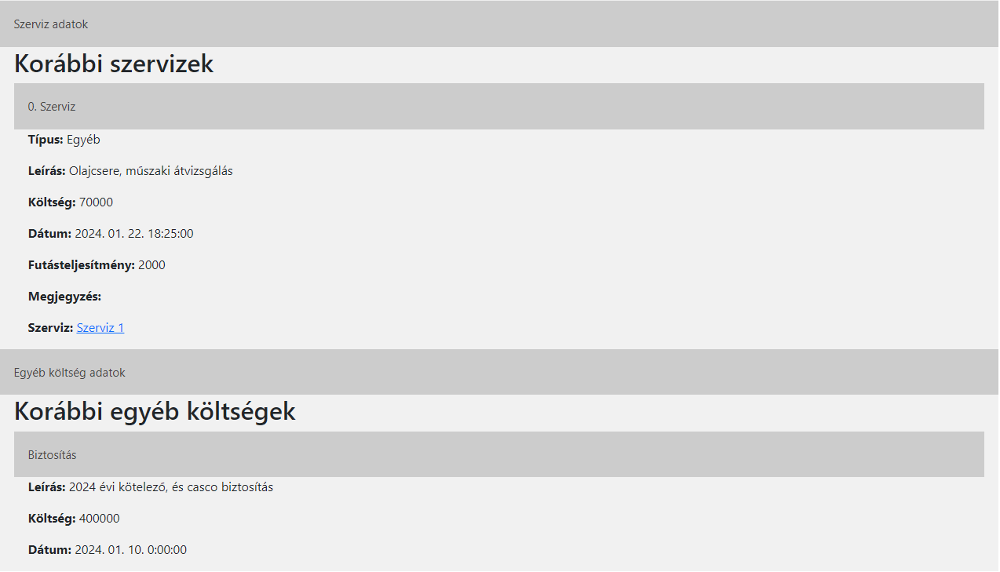 Szerviz adatok
Korábbi szervizek
0. Szerviz
Típus: Egyéb
Leírás: Olajcsere, műszaki átvizsgálás
Költség: 70000
Dátum: 2024. 01. 22. 18:25:00
Futásteljesítmény: 2000
Megjegyzés:
Szerviz: Szerviz 1
Egyéb költség adatok
Korábbi egyéb költségek
Biztosítás
Leírás: 2024 évi kötelező, és casco biztosítás
Költség: 400000
Dátum: 2024. 01. 10. 0:00:00